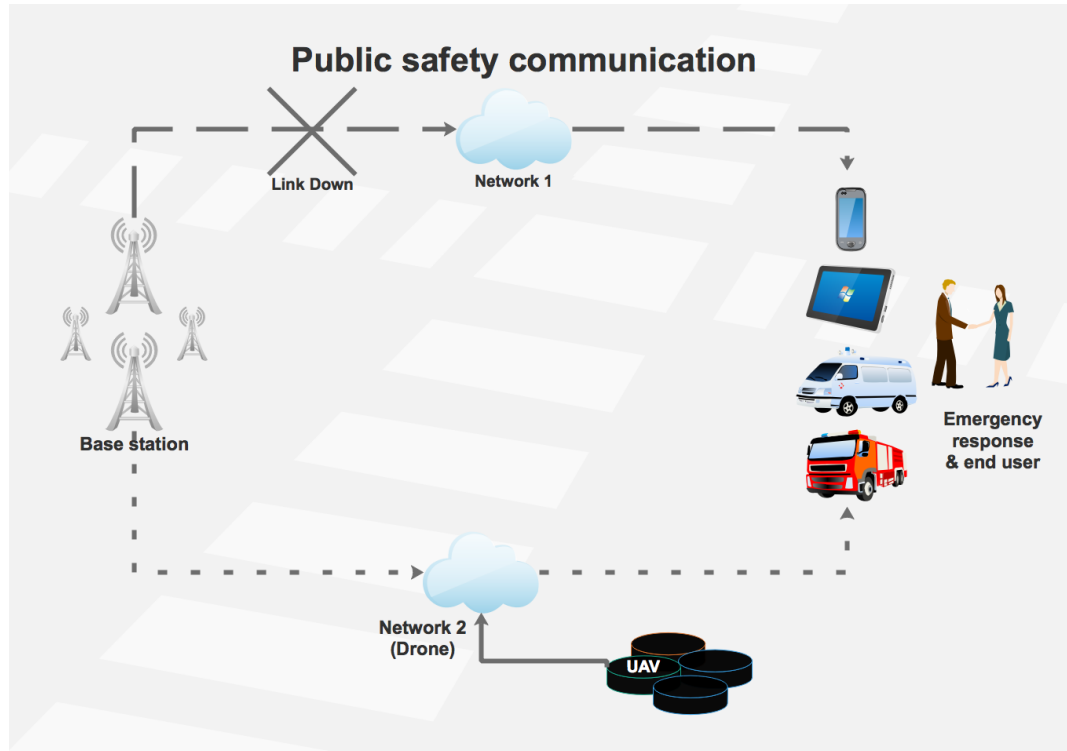 Public safety communication
Link Down
Network 1
Base station
Emergency
response
& end user
Network 2
(Drone)
UAV